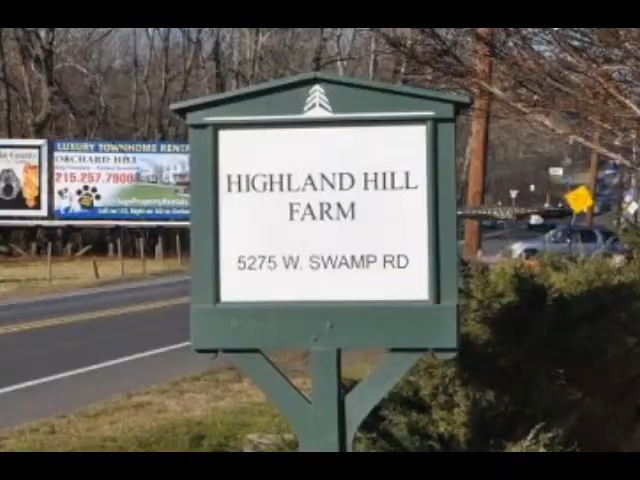 HIGHLAND HILL
FARM
5275 W. SWAMP RD
LUXURY TOWNHOME RENT
ORCHARD HILL
215.257.7900